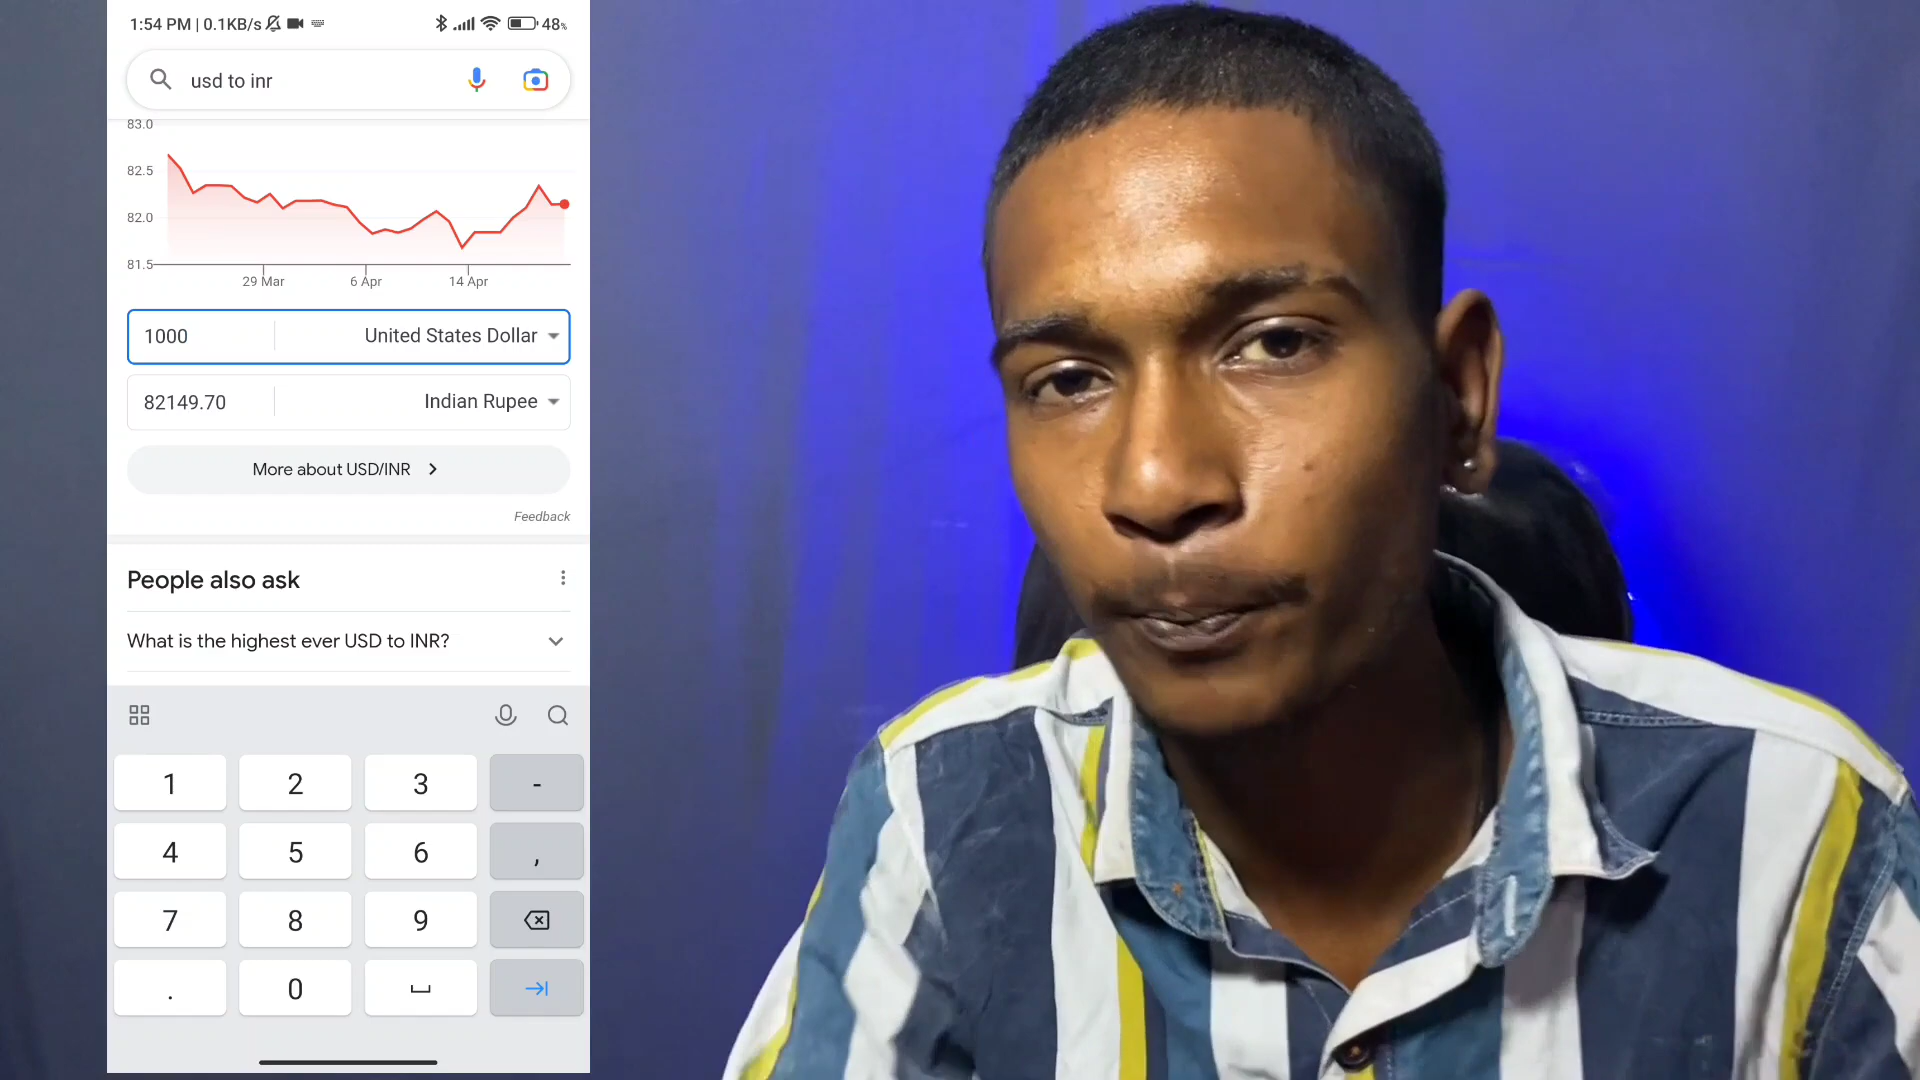 1:54 PM | 0.1KB/s 48%
usd to inr
83.0
82.5
82.0
81.5
29 Mar 6 Apr 14 Apr
1000 United States Dollar
82149.70 Indian Rupee
More about USD/INR
Feedback
People also ask
What is the highest ever USD to INR?
1 2 3 -
4 5 6 ,
7 8 9
. 0